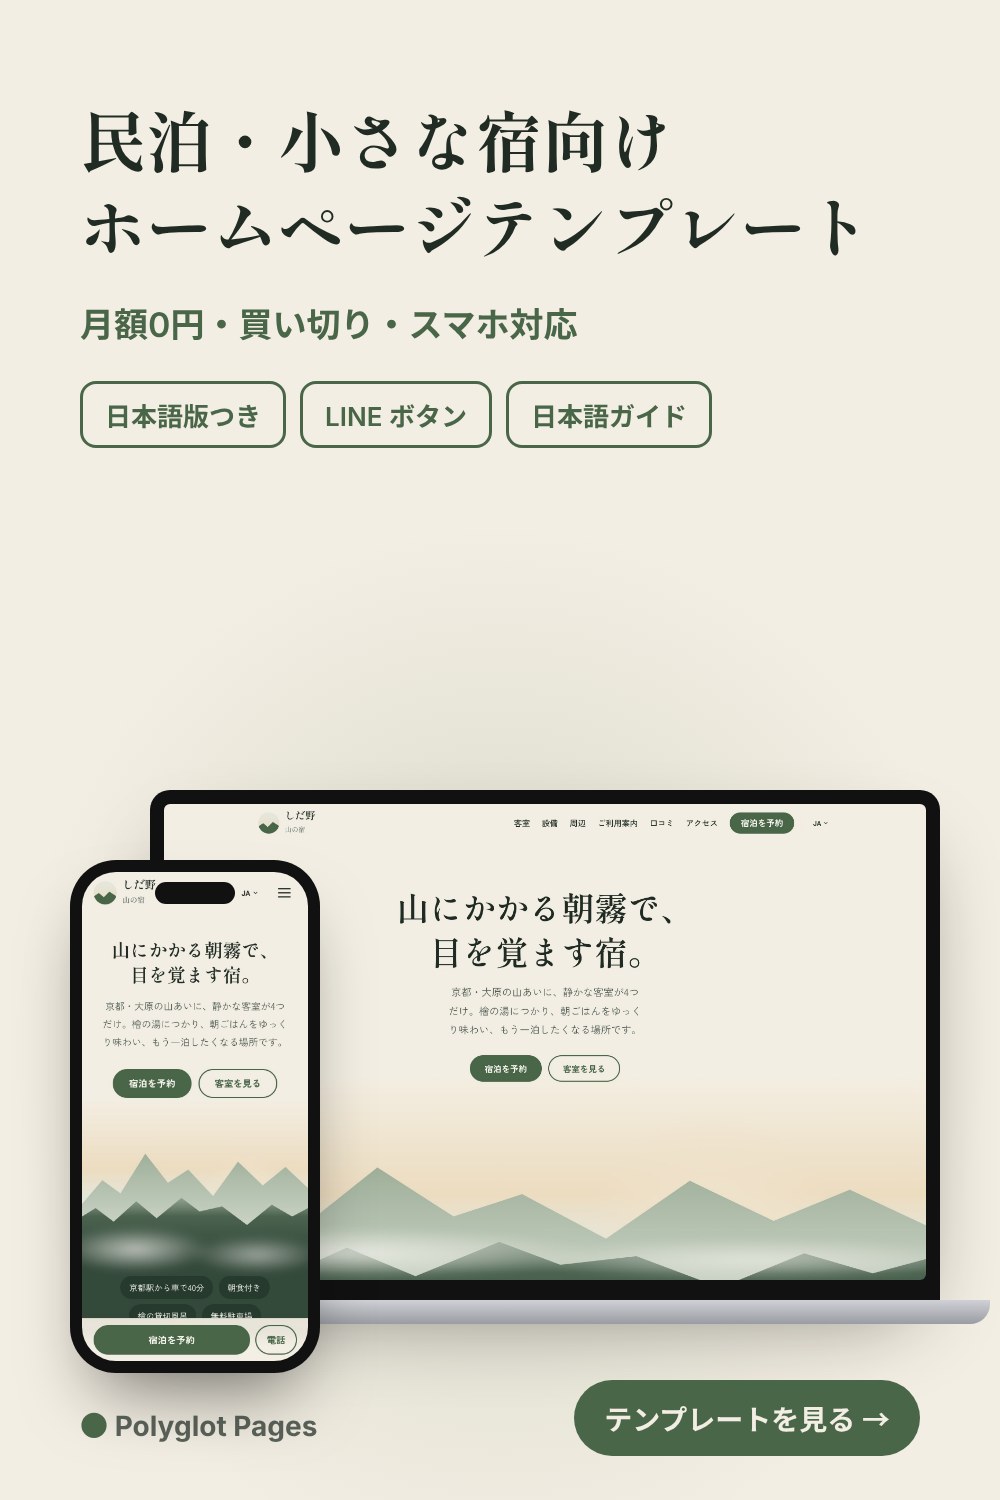 民泊・小さな宿向け
ホームページテンプレート
月額0円・買い切り・スマホ対応
日本語版つき
LINE ボタン
日本語ガイド
しだ野
山の宿
客室 設備 周辺 ご利用案内 口コミ アクセス 宿泊を予約 JA
山にかかる朝霧で、
目を覚ます宿。
京都・大原の山あいに、静かな客室が4つ
だけ。檜の湯につかり、朝ごはんをゆっく
り味わい、もう一泊したくなる場所です。
宿泊を予約 客室を見る
しだ野
山の宿
JA
山にかかる朝霧で、
目を覚ます宿。
京都・大原の山あいに、静かな客室が4つ
だけ。檜の湯につかり、朝ごはんをゆっく
り味わい、もう一泊したくなる場所です。
宿泊を予約 客室を見る
京都駅から車で40分 朝食付き
檜の貸切風呂 無料駐車場
宿泊を予約 電話
Polyglot Pages
テンプレートを見る →